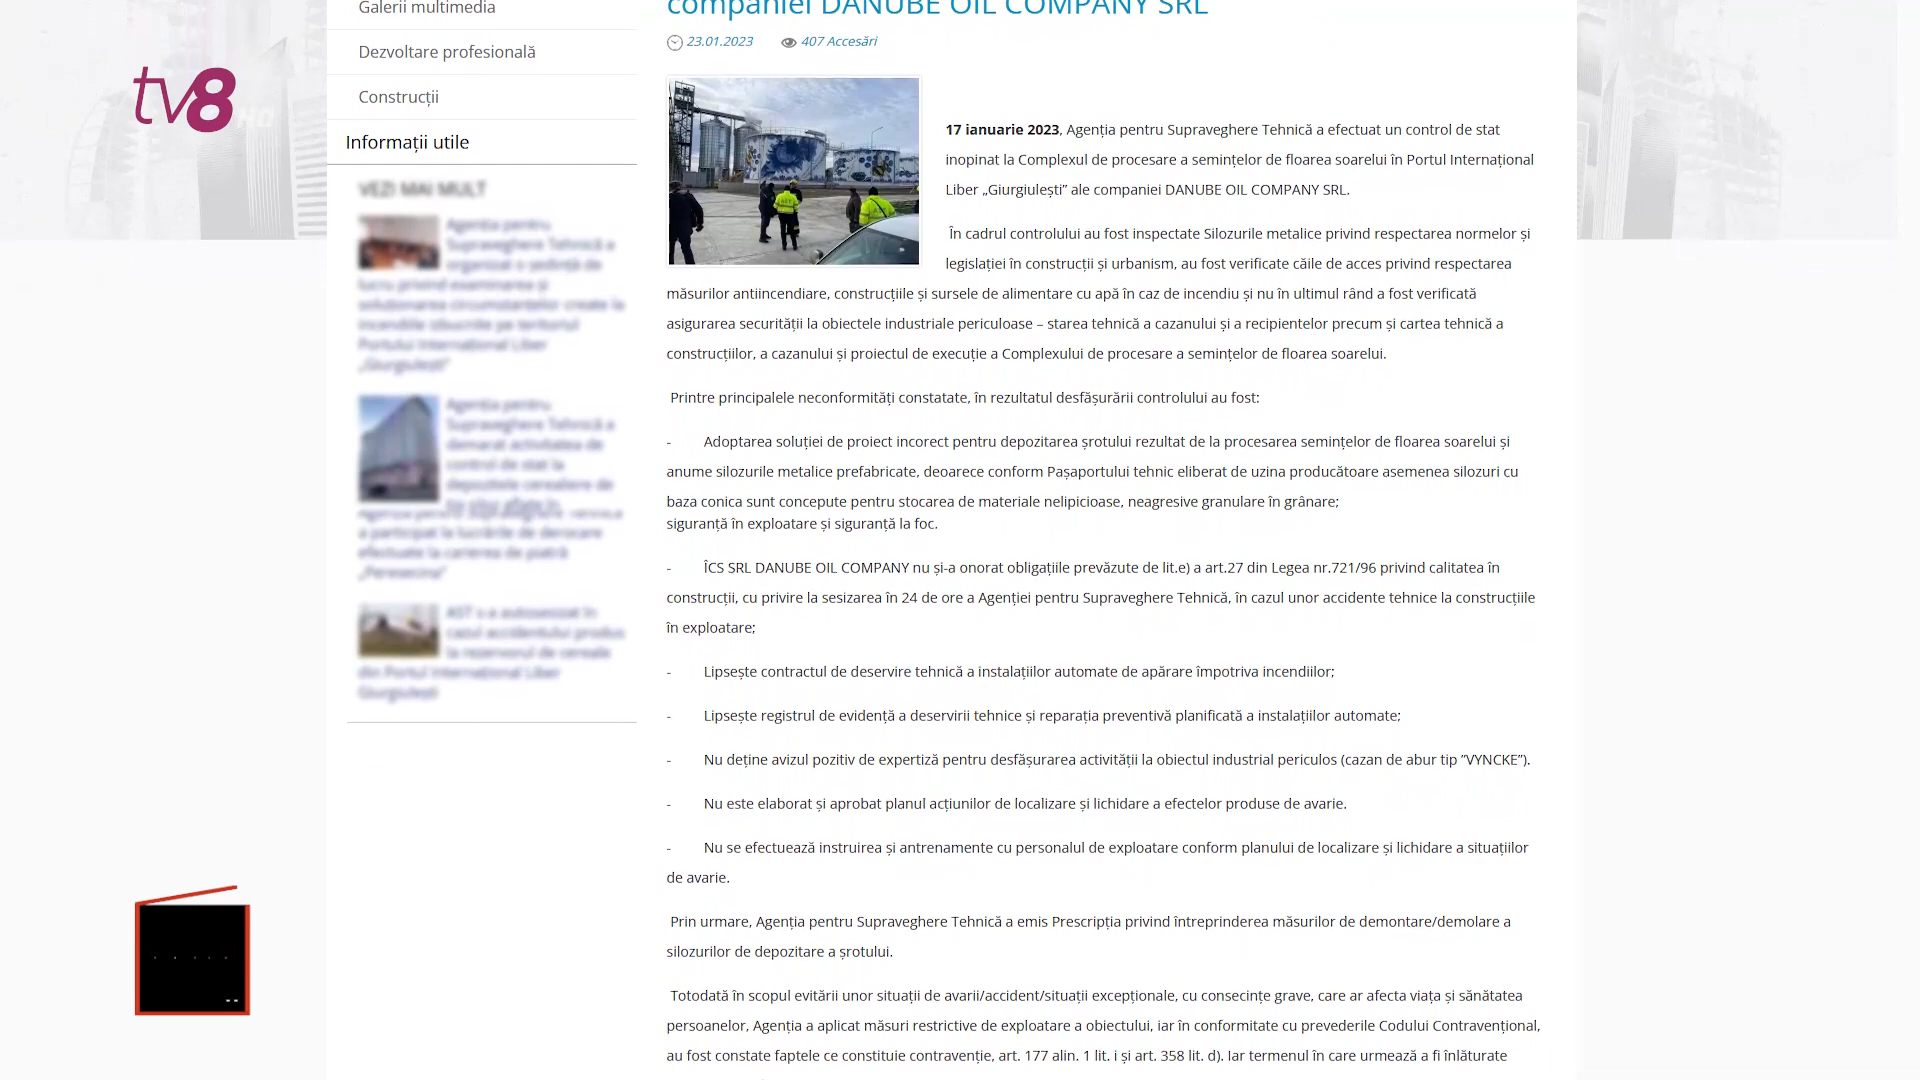 Galerii multimedia
Dezvoltare profesională
Construcții
Informații utile
tv8
VEZI MAI MULT
Agenția pentru
Supraveghere Tehnică a
organizat o ședință de
lucru privind examinarea și
soluționarea circumstanțelor create la
incendiile izbucnite pe teritoriul
Portului Internațional Liber
„Giurgiulești”
Agenția pentru
Supraveghere Tehnică a
demarat activitatea de
control de stat la
depozitele cerealiere de
a participat la lucrările de derocare
efectuate la cariera de piatră
AST s-a autosesizat în
cazul accidentului produs
la rezervorul de cereale
din Portul Internațional Liber
Giurgiulești
companiei DANUBE OIL COMPANY SRL
23.01.2023 407 Accesări
17 ianuarie 2023, Agenția pentru Supraveghere Tehnică a efectuat un control de stat
inopinat la Complexul de procesare a semințelor de floarea soarelui în Portul Internațional
Liber „Giurgiulești” ale companiei DANUBE OIL COMPANY SRL.
În cadrul controlului au fost inspectate Silozurile metalice privind respectarea normelor și
legislației în construcții și urbanism, au fost verificate căile de acces privind respectarea
măsurilor antiincendiare, construcțiile și sursele de alimentare cu apă în caz de incendiu și nu în ultimul rând a fost verificată
asigurarea securității la obiectele industriale periculoase – starea tehnică a cazanului și a recipientelor precum și cartea tehnică a
construcțiilor, a cazanului și proiectul de execuție a Complexului de procesare a semințelor de floarea soarelui.
Printre principalele neconformități constatate, în rezultatul desfășurării controlului au fost:
- Adoptarea soluției de proiect incorect pentru depozitarea șrotului rezultat de la procesarea semințelor de floarea soarelui și
anume silozurile metalice prefabricate, deoarece conform Pașaportului tehnic eliberat de uzina producătoare asemenea silozuri cu
baza conica sunt concepute pentru stocarea de materiale nelipicioase, neagresive granulare în grânare;
siguranță în exploatare și siguranță la foc.
- ÎCS SRL DANUBE OIL COMPANY nu și-a onorat obligațiile prevăzute de lit.e) a art.27 din Legea nr.721/96 privind calitatea în
construcții, cu privire la sesizarea în 24 de ore a Agenției pentru Supraveghere Tehnică, în cazul unor accidente tehnice la construcțiile
în exploatare;
- Lipsește contractul de deservire tehnică a instalațiilor automate de apărare împotriva incendiilor;
- Lipsește registrul de evidență a deservirii tehnice și reparația preventivă planificată a instalațiilor automate;
- Nu deține avizul pozitiv de expertiză pentru desfășurarea activității la obiectul industrial periculos (cazan de abur tip ”VYNCKE”).
- Nu este elaborat și aprobat planul acțiunilor de localizare și lichidare a efectelor produse de avarie.
- Nu se efectuează instruirea și antrenamente cu personalul de exploatare conform planului de localizare și lichidare a situațiilor
de avarie.
Prin urmare, Agenția pentru Supraveghere Tehnică a emis Prescripția privind întreprinderea măsurilor de demontare/demolare a
silozurilor de depozitare a șrotului.
Totodată în scopul evitării unor situații de avarii/accident/situații excepționale, cu consecințe grave, care ar afecta viața și sănătatea
persoanelor, Agenția a aplicat măsuri restrictive de exploatare a obiectului, iar în conformitate cu prevederile Codului Contravențional,
au fost constate faptele ce constituie contravenție, art. 177 alin. 1 lit. i și art. 358 lit. d). Iar termenul în care urmează a fi înlăturate